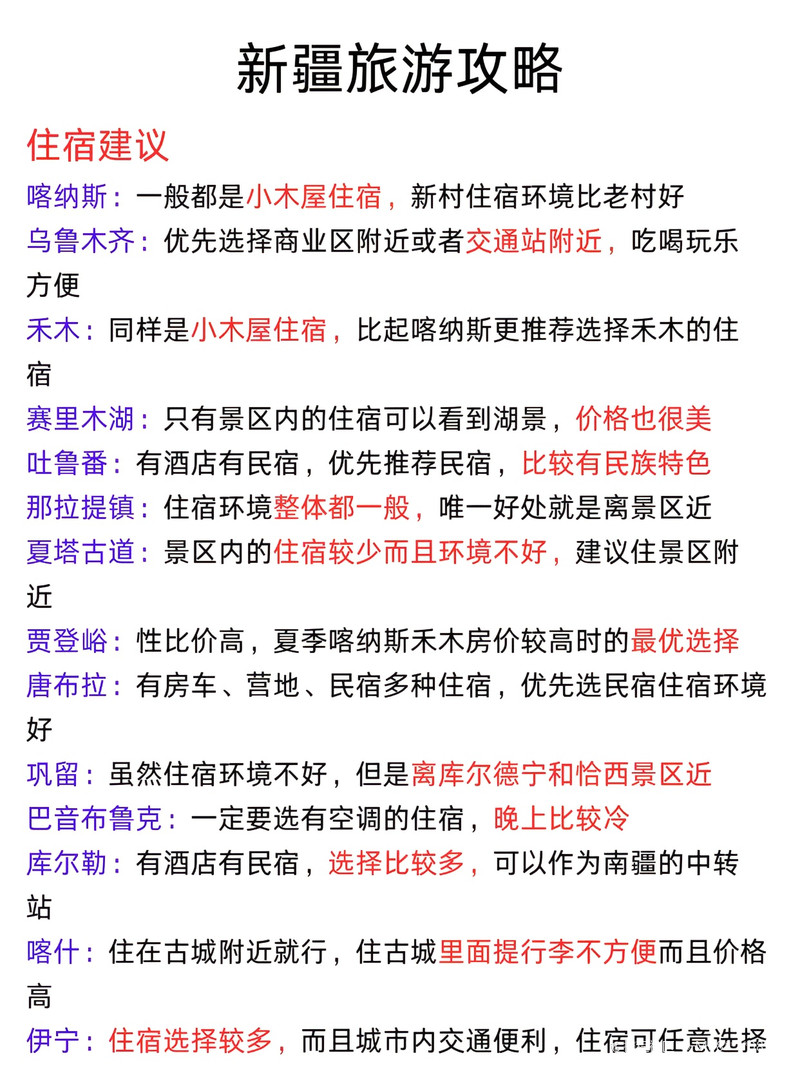 新疆旅游攻略
住宿建议
喀纳斯：一般都是小木屋住宿，新村住宿环境比老村好
乌鲁木齐：优先选择商业区附近或者交通站附近，吃喝玩乐
方便
禾木：同样是小木屋住宿，比起喀纳斯更推荐选择禾木的住
宿
赛里木湖：只有景区内的住宿可以看到湖景，价格也很美
吐鲁番：有酒店有民宿，优先推荐民宿，比较有民族特色
那拉提镇：住宿环境整体都一般，唯一好处就是离景区近
夏塔古道：景区内的住宿较少而且环境不好，建议住景区附
近
贾登峪：性比价高，夏季喀纳斯禾木房价较高时的最优选择
唐布拉：有房车、营地、民宿多种住宿，优先选民宿住宿环境
好
巩留：虽然住宿环境不好，但是离库尔德宁和恰西景区近
巴音布鲁克：一定要选有空调的住宿，晚上比较冷
库尔勒：有酒店有民宿，选择比较多，可以作为南疆的中转
站
喀什：住在古城附近就行，住古城里面提行李不方便而且价格
高
伊宁：住宿选择较多，而且城市内交通便利，住宿可任意选择